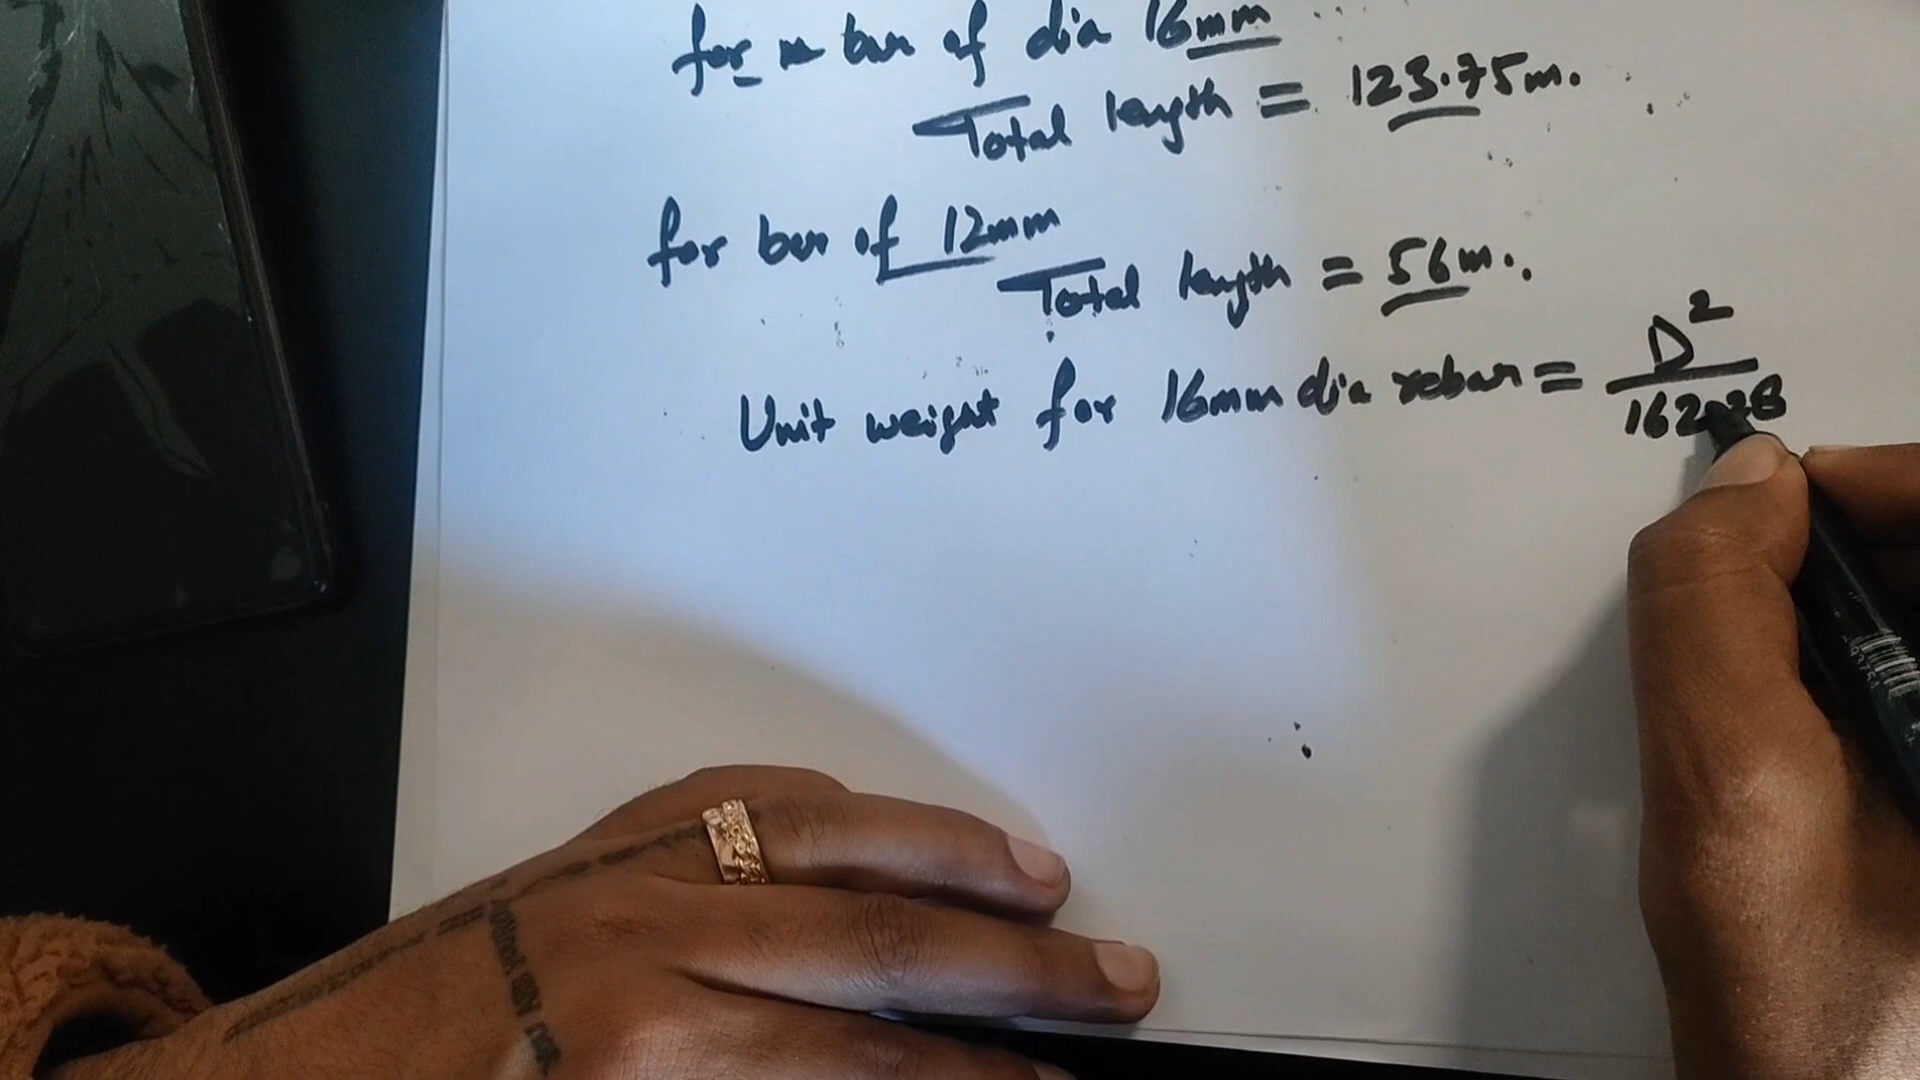 for bar of dia 16mm
Total length = 123.75m.
for bar of 12mm
Total length = 56m.
Unit weight for 16mm dia rebar = D²